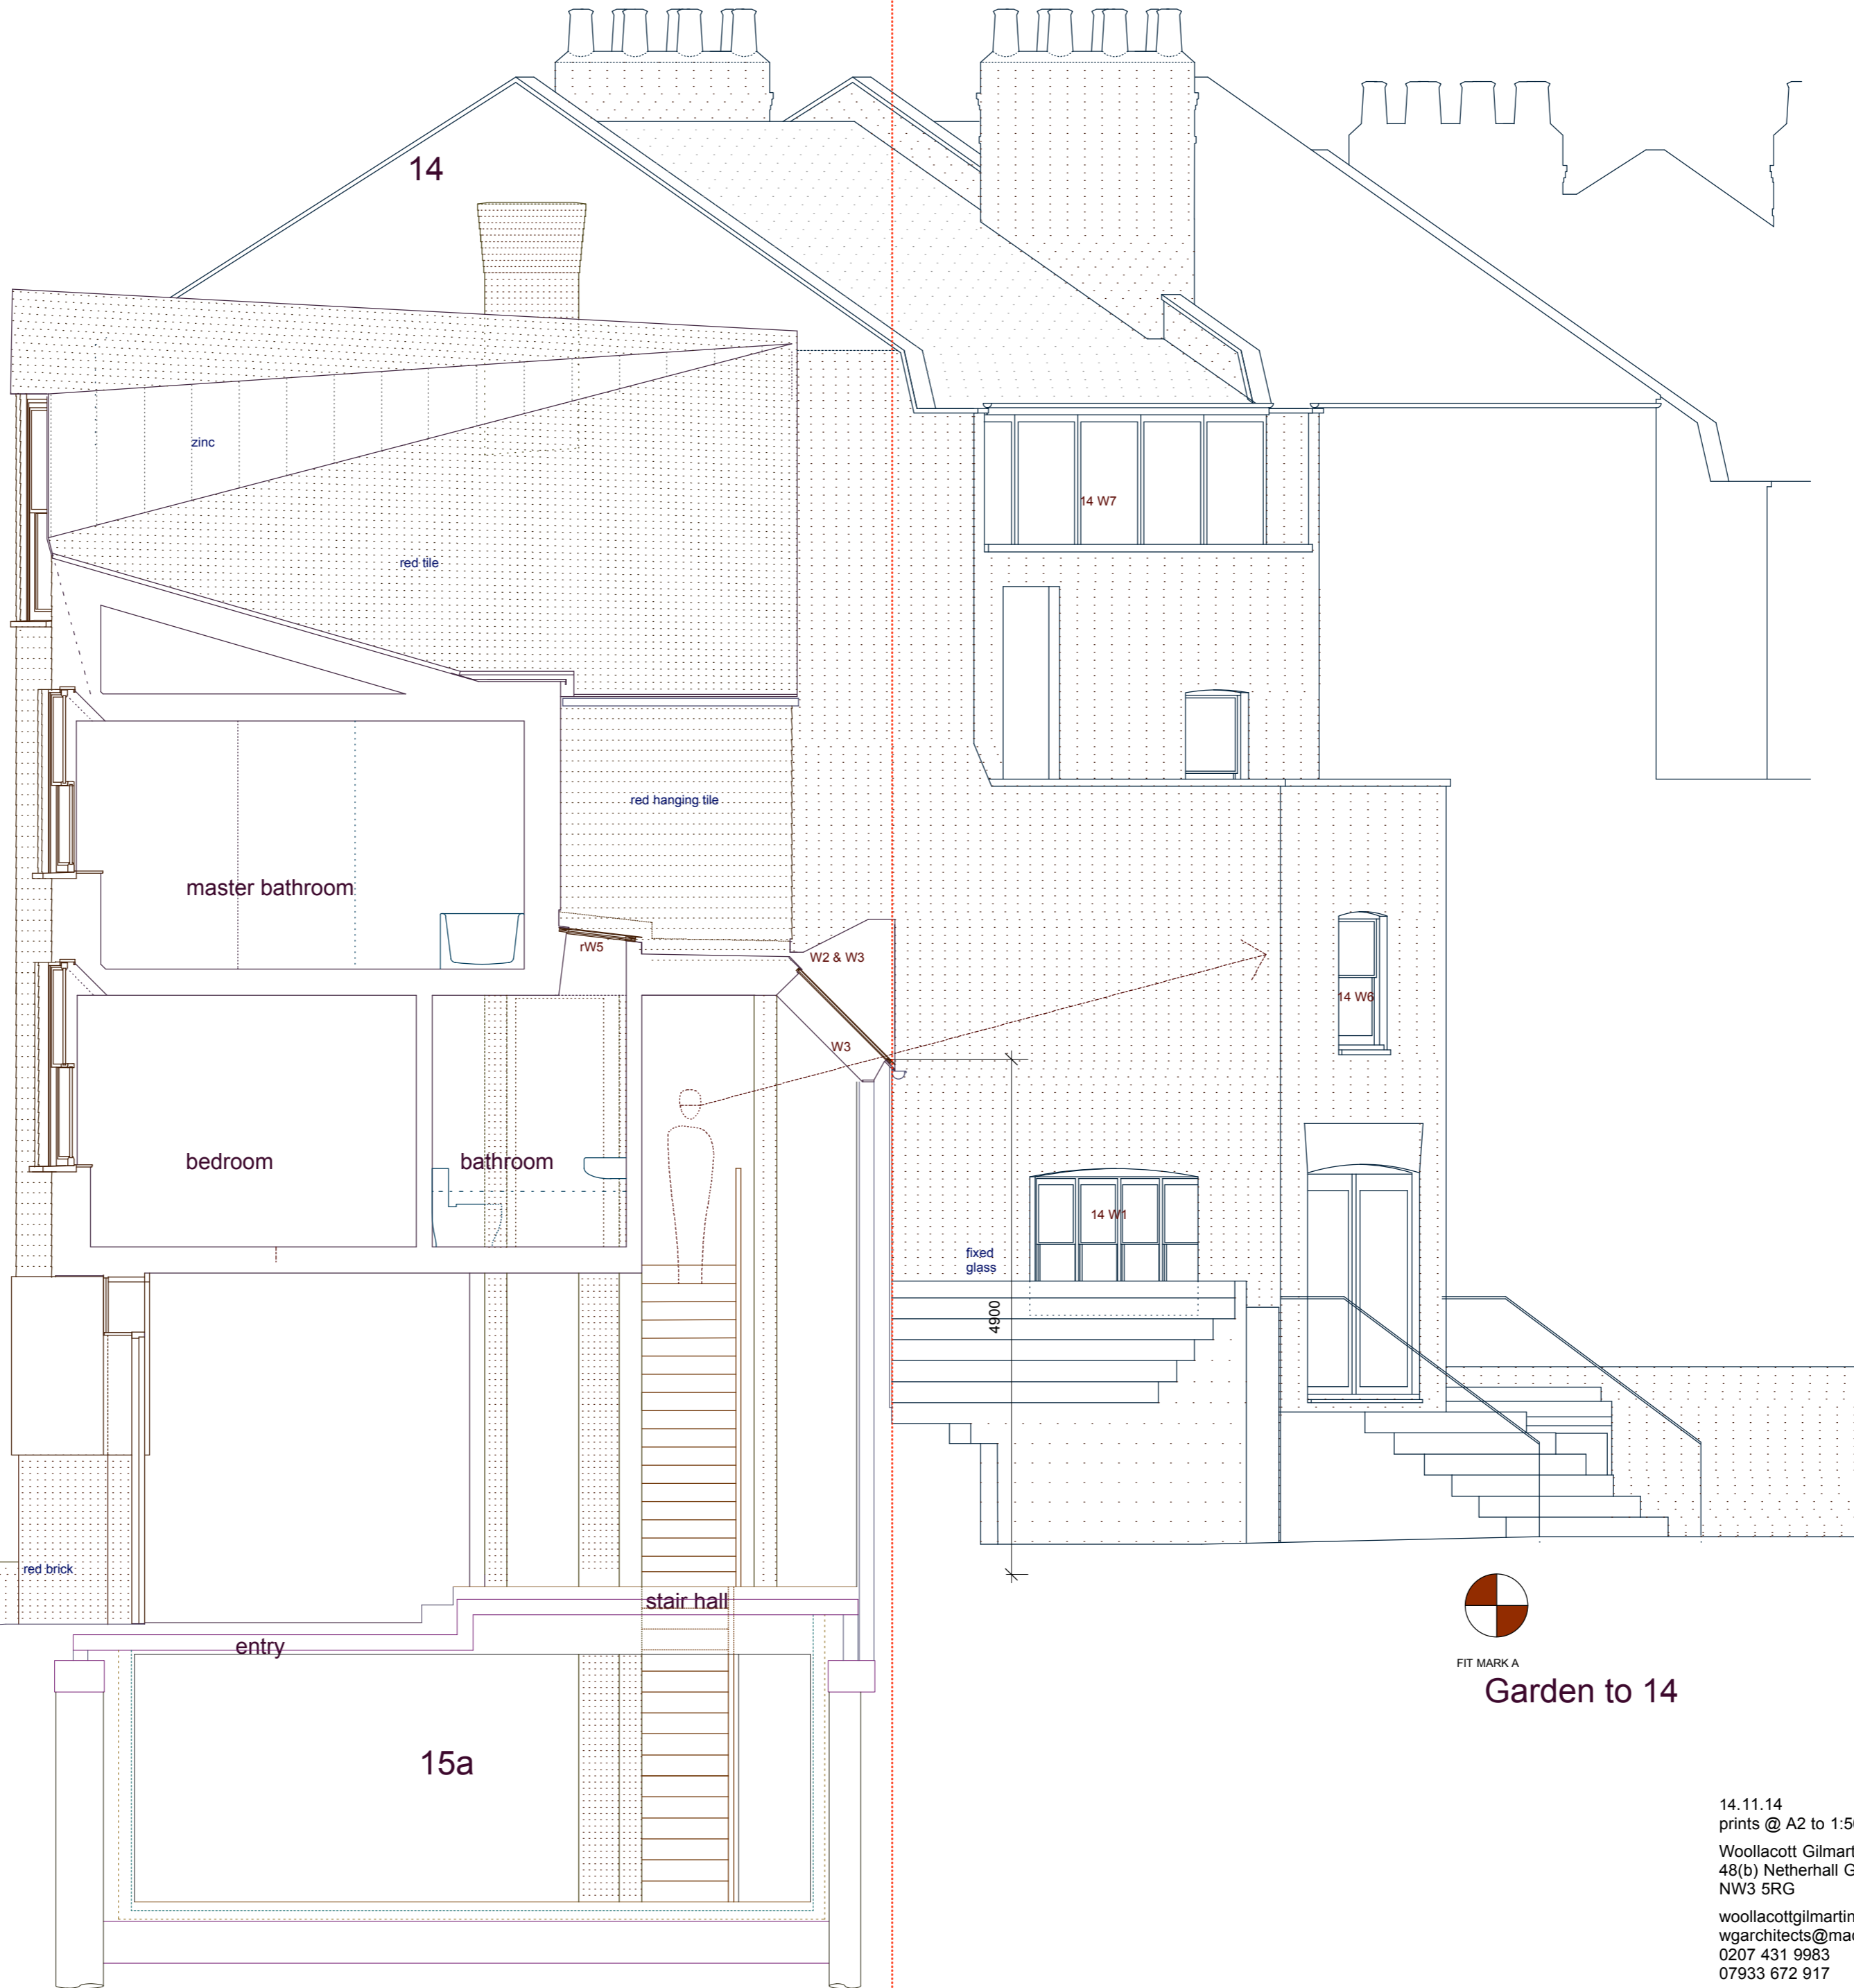 14
zinc
14 W7
red tile
red hanging tile
master bathroom
rW5
W2 & W3
14 W6
W3
bedroom
bathroom
14 W1
fixed
glass
4900
red brick
stair hall
entry
FIT MARK A
Garden to 14
15a
14.11.14
prints @ A2 to 1:50
Woollacott Gilmart
48(b) Netherhall G
NW3 5RG
woollacottgilmartin
wgarchitects@mac
0207 431 9983
07933 672 917